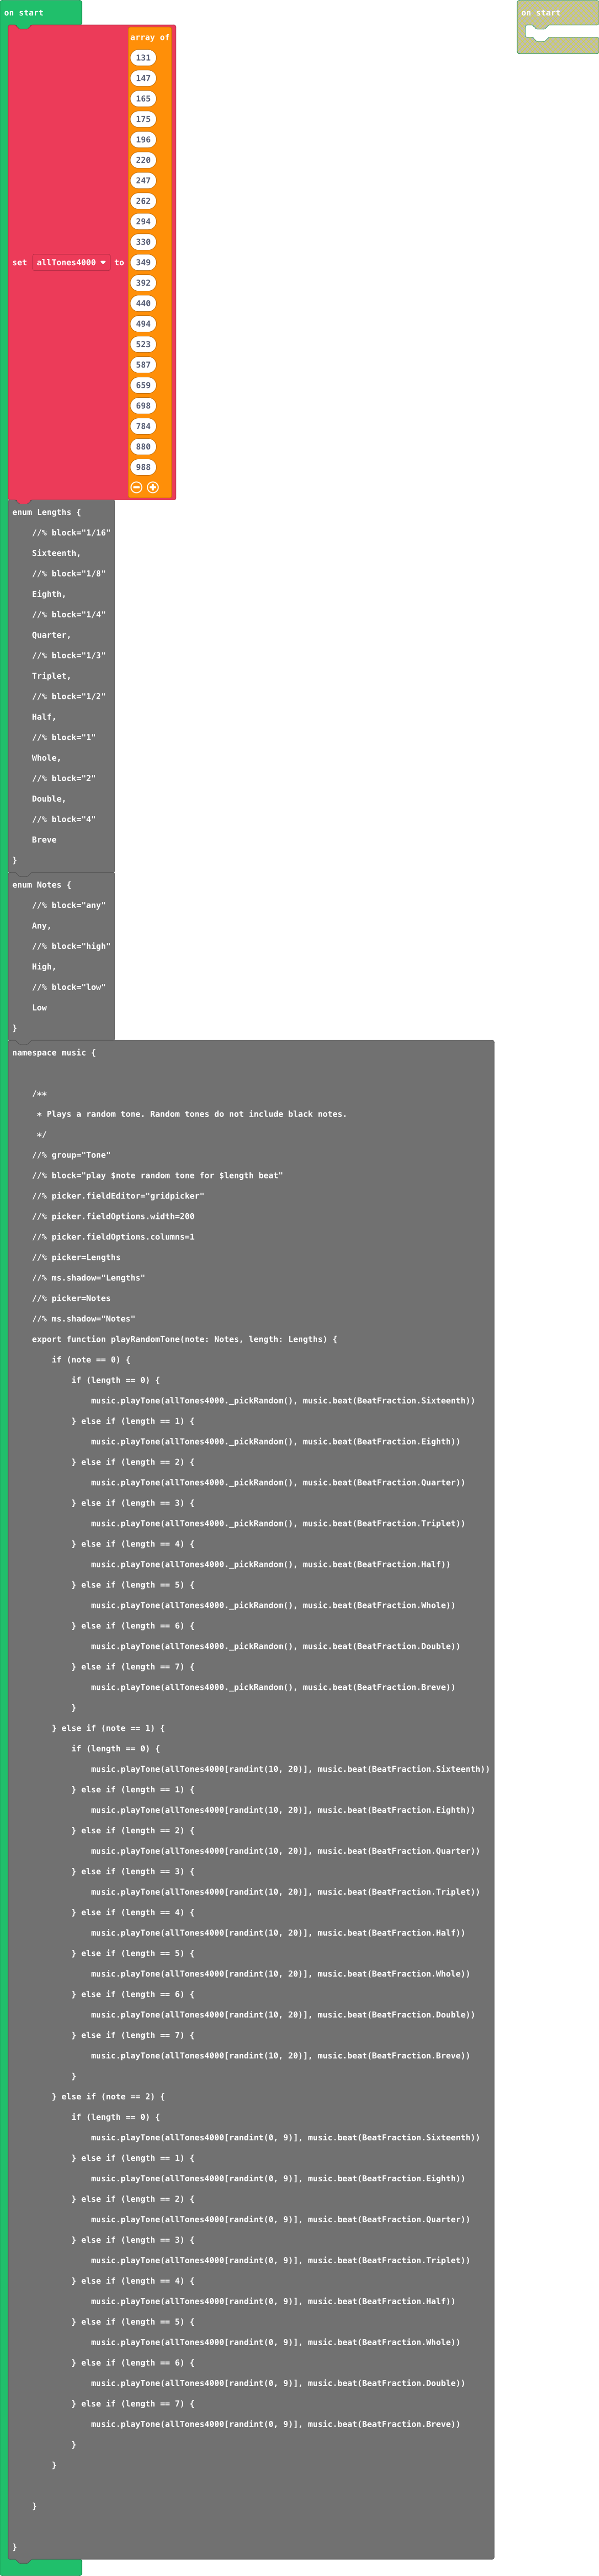 on start
on start
array of
131
147
165
175
196
220
247
262
294
330
set allTones4000 to 349
392
440
494
523
587
659
698
784
880
988
enum Lengths {
//% block="1/16"
Sixteenth,
//% block="1/8"
Eighth,
//% block="1/4"
Quarter,
//% block="1/3"
Triplet,
//% block="1/2"
Half,
//% block="1"
Whole,
//% block="2"
Double,
//% block="4"
Breve
}
enum Notes {
//% block="any"
Any,
//% block="high"
High,
//% block="low"
Low
}
namespace music {
/**
* Plays a random tone. Random tones do not include black notes.
*/
//% group="Tone"
//% block="play $note random tone for $length beat"
//% picker.fieldEditor="gridpicker"
//% picker.fieldOptions.width=200
//% picker.fieldOptions.columns=1
//% picker=Lengths
//% ms.shadow="Lengths"
//% picker=Notes
//% ms.shadow="Notes"
export function playRandomTone(note: Notes, length: Lengths) {
if (note == 0) {
if (length == 0) {
music.playTone(allTones4000._pickRandom(), music.beat(BeatFraction.Sixteenth))
} else if (length == 1) {
music.playTone(allTones4000._pickRandom(), music.beat(BeatFraction.Eighth))
} else if (length == 2) {
music.playTone(allTones4000._pickRandom(), music.beat(BeatFraction.Quarter))
} else if (length == 3) {
music.playTone(allTones4000._pickRandom(), music.beat(BeatFraction.Triplet))
} else if (length == 4) {
music.playTone(allTones4000._pickRandom(), music.beat(BeatFraction.Half))
} else if (length == 5) {
music.playTone(allTones4000._pickRandom(), music.beat(BeatFraction.Whole))
} else if (length == 6) {
music.playTone(allTones4000._pickRandom(), music.beat(BeatFraction.Double))
} else if (length == 7) {
music.playTone(allTones4000._pickRandom(), music.beat(BeatFraction.Breve))
}
} else if (note == 1) {
if (length == 0) {
music.playTone(allTones4000[randint(10, 20)], music.beat(BeatFraction.Sixteenth))
} else if (length == 1) {
music.playTone(allTones4000[randint(10, 20)], music.beat(BeatFraction.Eighth))
} else if (length == 2) {
music.playTone(allTones4000[randint(10, 20)], music.beat(BeatFraction.Quarter))
} else if (length == 3) {
music.playTone(allTones4000[randint(10, 20)], music.beat(BeatFraction.Triplet))
} else if (length == 4) {
music.playTone(allTones4000[randint(10, 20)], music.beat(BeatFraction.Half))
} else if (length == 5) {
music.playTone(allTones4000[randint(10, 20)], music.beat(BeatFraction.Whole))
} else if (length == 6) {
music.playTone(allTones4000[randint(10, 20)], music.beat(BeatFraction.Double))
} else if (length == 7) {
music.playTone(allTones4000[randint(10, 20)], music.beat(BeatFraction.Breve))
}
} else if (note == 2) {
if (length == 0) {
music.playTone(allTones4000[randint(0, 9)], music.beat(BeatFraction.Sixteenth))
} else if (length == 1) {
music.playTone(allTones4000[randint(0, 9)], music.beat(BeatFraction.Eighth))
} else if (length == 2) {
music.playTone(allTones4000[randint(0, 9)], music.beat(BeatFraction.Quarter))
} else if (length == 3) {
music.playTone(allTones4000[randint(0, 9)], music.beat(BeatFraction.Triplet))
} else if (length == 4) {
music.playTone(allTones4000[randint(0, 9)], music.beat(BeatFraction.Half))
} else if (length == 5) {
music.playTone(allTones4000[randint(0, 9)], music.beat(BeatFraction.Whole))
} else if (length == 6) {
music.playTone(allTones4000[randint(0, 9)], music.beat(BeatFraction.Double))
} else if (length == 7) {
music.playTone(allTones4000[randint(0, 9)], music.beat(BeatFraction.Breve))
}
}
}
}